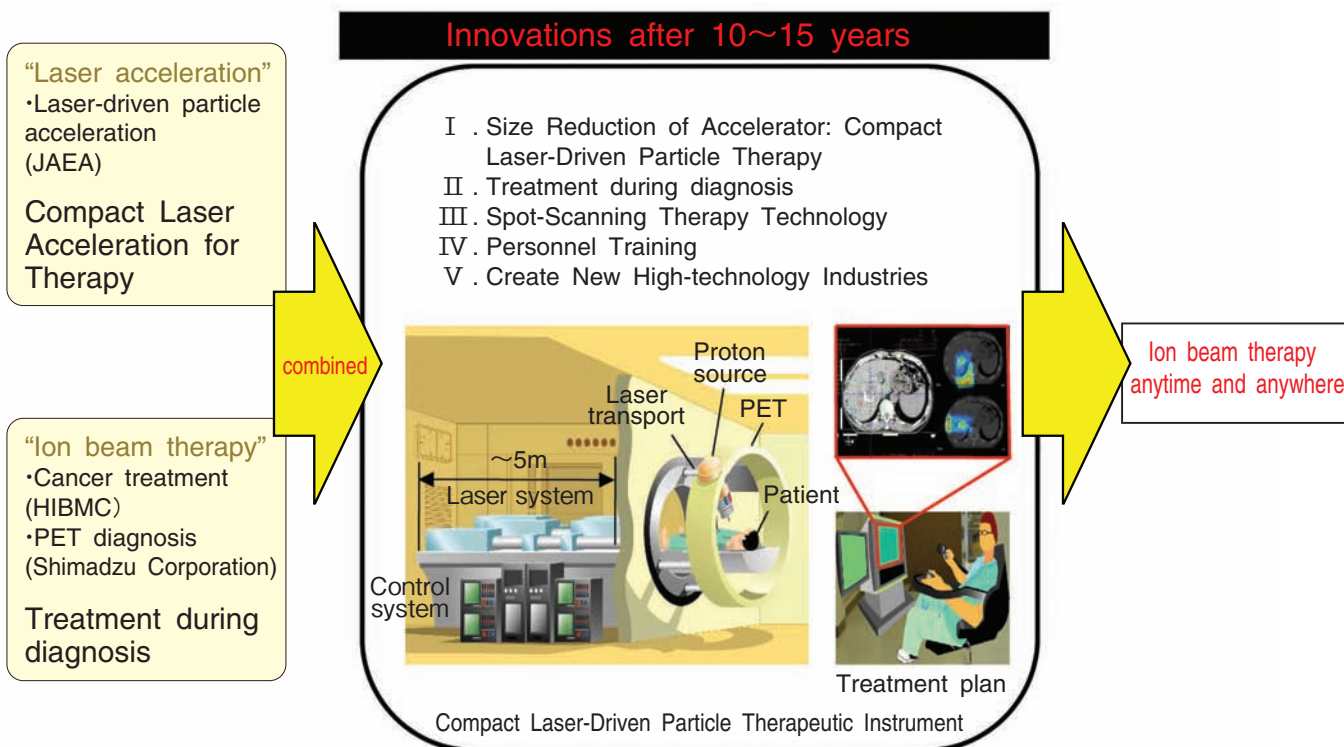 Innovations after 10～15 years
“Laser acceleration”
・Laser-driven particle
acceleration
(JAEA)
Compact Laser
Acceleration for
Therapy
“Ion beam therapy”
・Cancer treatment
(HIBMC）
・PET diagnosis
(Shimadzu Corporation)
Treatment during
diagnosis
combined
Ⅰ. Size Reduction of Accelerator: Compact
Laser-Driven Particle Therapy
Ⅱ. Treatment during diagnosis
Ⅲ. Spot-Scanning Therapy Technology
Ⅳ. Personnel Training
Ⅴ. Create New High-technology Industries
Proton
source
Laser
transport
PET
～5m
Laser system
Patient
Control
system
Treatment plan
Compact Laser-Driven Particle Therapeutic Instrument
Ion beam therapy
anytime and anywhere